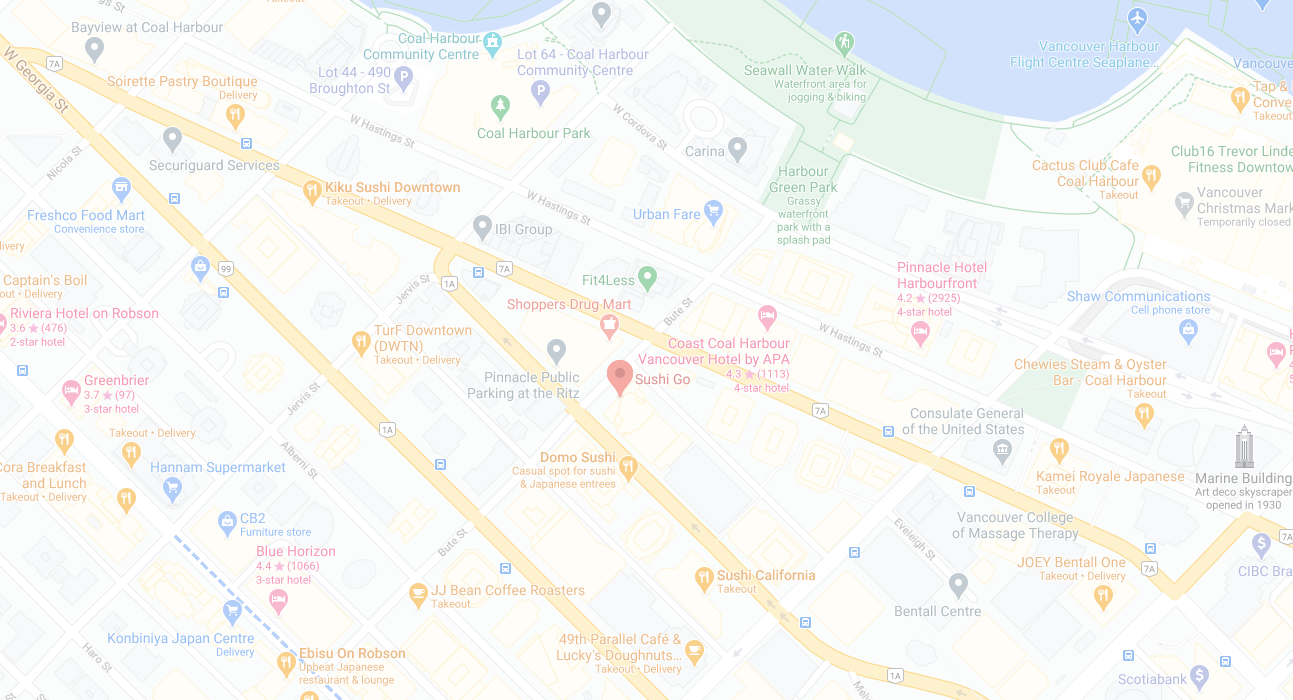 Bayview at Coal Harbour
Coal Harbour
Community Centre
Lot 64 - Coal Harbour
Community Centre
Lot 44 - 490
Broughton St
Vancouver Harbour
Flight Centre Seaplane...
Vancouve
7A
W Georgia St
Soirette Pastry Boutique
Delivery
Seawall Water Walk
Waterfront area for
jogging & biking
Tap &
Conve
Takeout
W Hastings St
Coal Harbour Park
W Cordova St
Carina
Securiguard Services
Nicola St
Club16 Trevor Linde
Fitness Downtow
Cactus Club Cafe
Coal Harbour
Takeout
Harbour
Green Park
Grassy
waterfront
park with a
splash pad
Kiku Sushi Downtown
Takeout • Delivery
W Hastings St
Urban Fare
Vancouver
Christmas Mark
Temporarily closed
Freshco Food Mart
Convenience store
IBI Group
livery
99
7A
1A
Captain's Boil
out • Delivery
Jervis St
Fit4Less
Pinnacle Hotel
Harbourfront
4.2 ★ (2925)
4-star hotel
Shoppers Drug Mart
Bute St
Shaw Communications
Cell phone store
Riviera Hotel on Robson
3.6 ★ (476)
2-star hotel
TurF Downtown
(DWTN)
Takeout • Delivery
W Hastings St
Coast Coal Harbour
Vancouver Hotel by APA
4.3 ★ (1113)
4-star hotel
H
P
4
5
Pinnacle Public
Parking at the Ritz
Sushi Go
Chewies Steam & Oyster
Bar - Coal Harbour
Takeout
Greenbrier
3.7 ★ (97)
3-star hotel
Jervis St
7A
Consulate General
of the United States
Takeout • Delivery
1A
Alberni St
Domo Sushi
Casual spot for sushi
& Japanese entrees
Cora Breakfast
and Lunch
Takeout • Delivery
Hannam Supermarket
Kamei Royale Japanese
Takeout
Marine Building
Art deco skyscraper
opened in 1930
CB2
Furniture store
Bute St
Eveleigh St
Vancouver College
of Massage Therapy
7A
Blue Horizon
4.4 ★ (1066)
3-star hotel
7A
JOEY Bentall One
Takeout • Delivery
CIBC Bra
Sushi California
Takeout
JJ Bean Coffee Roasters
Takeout
Bentall Centre
Konbiniya Japan Centre
Delivery
49th Parallel Café &
Lucky's Doughnuts...
Takeout • Delivery
Haro St
Ebisu On Robson
Upbeat Japanese
restaurant & lounge
1A
Melv
Scotiabank